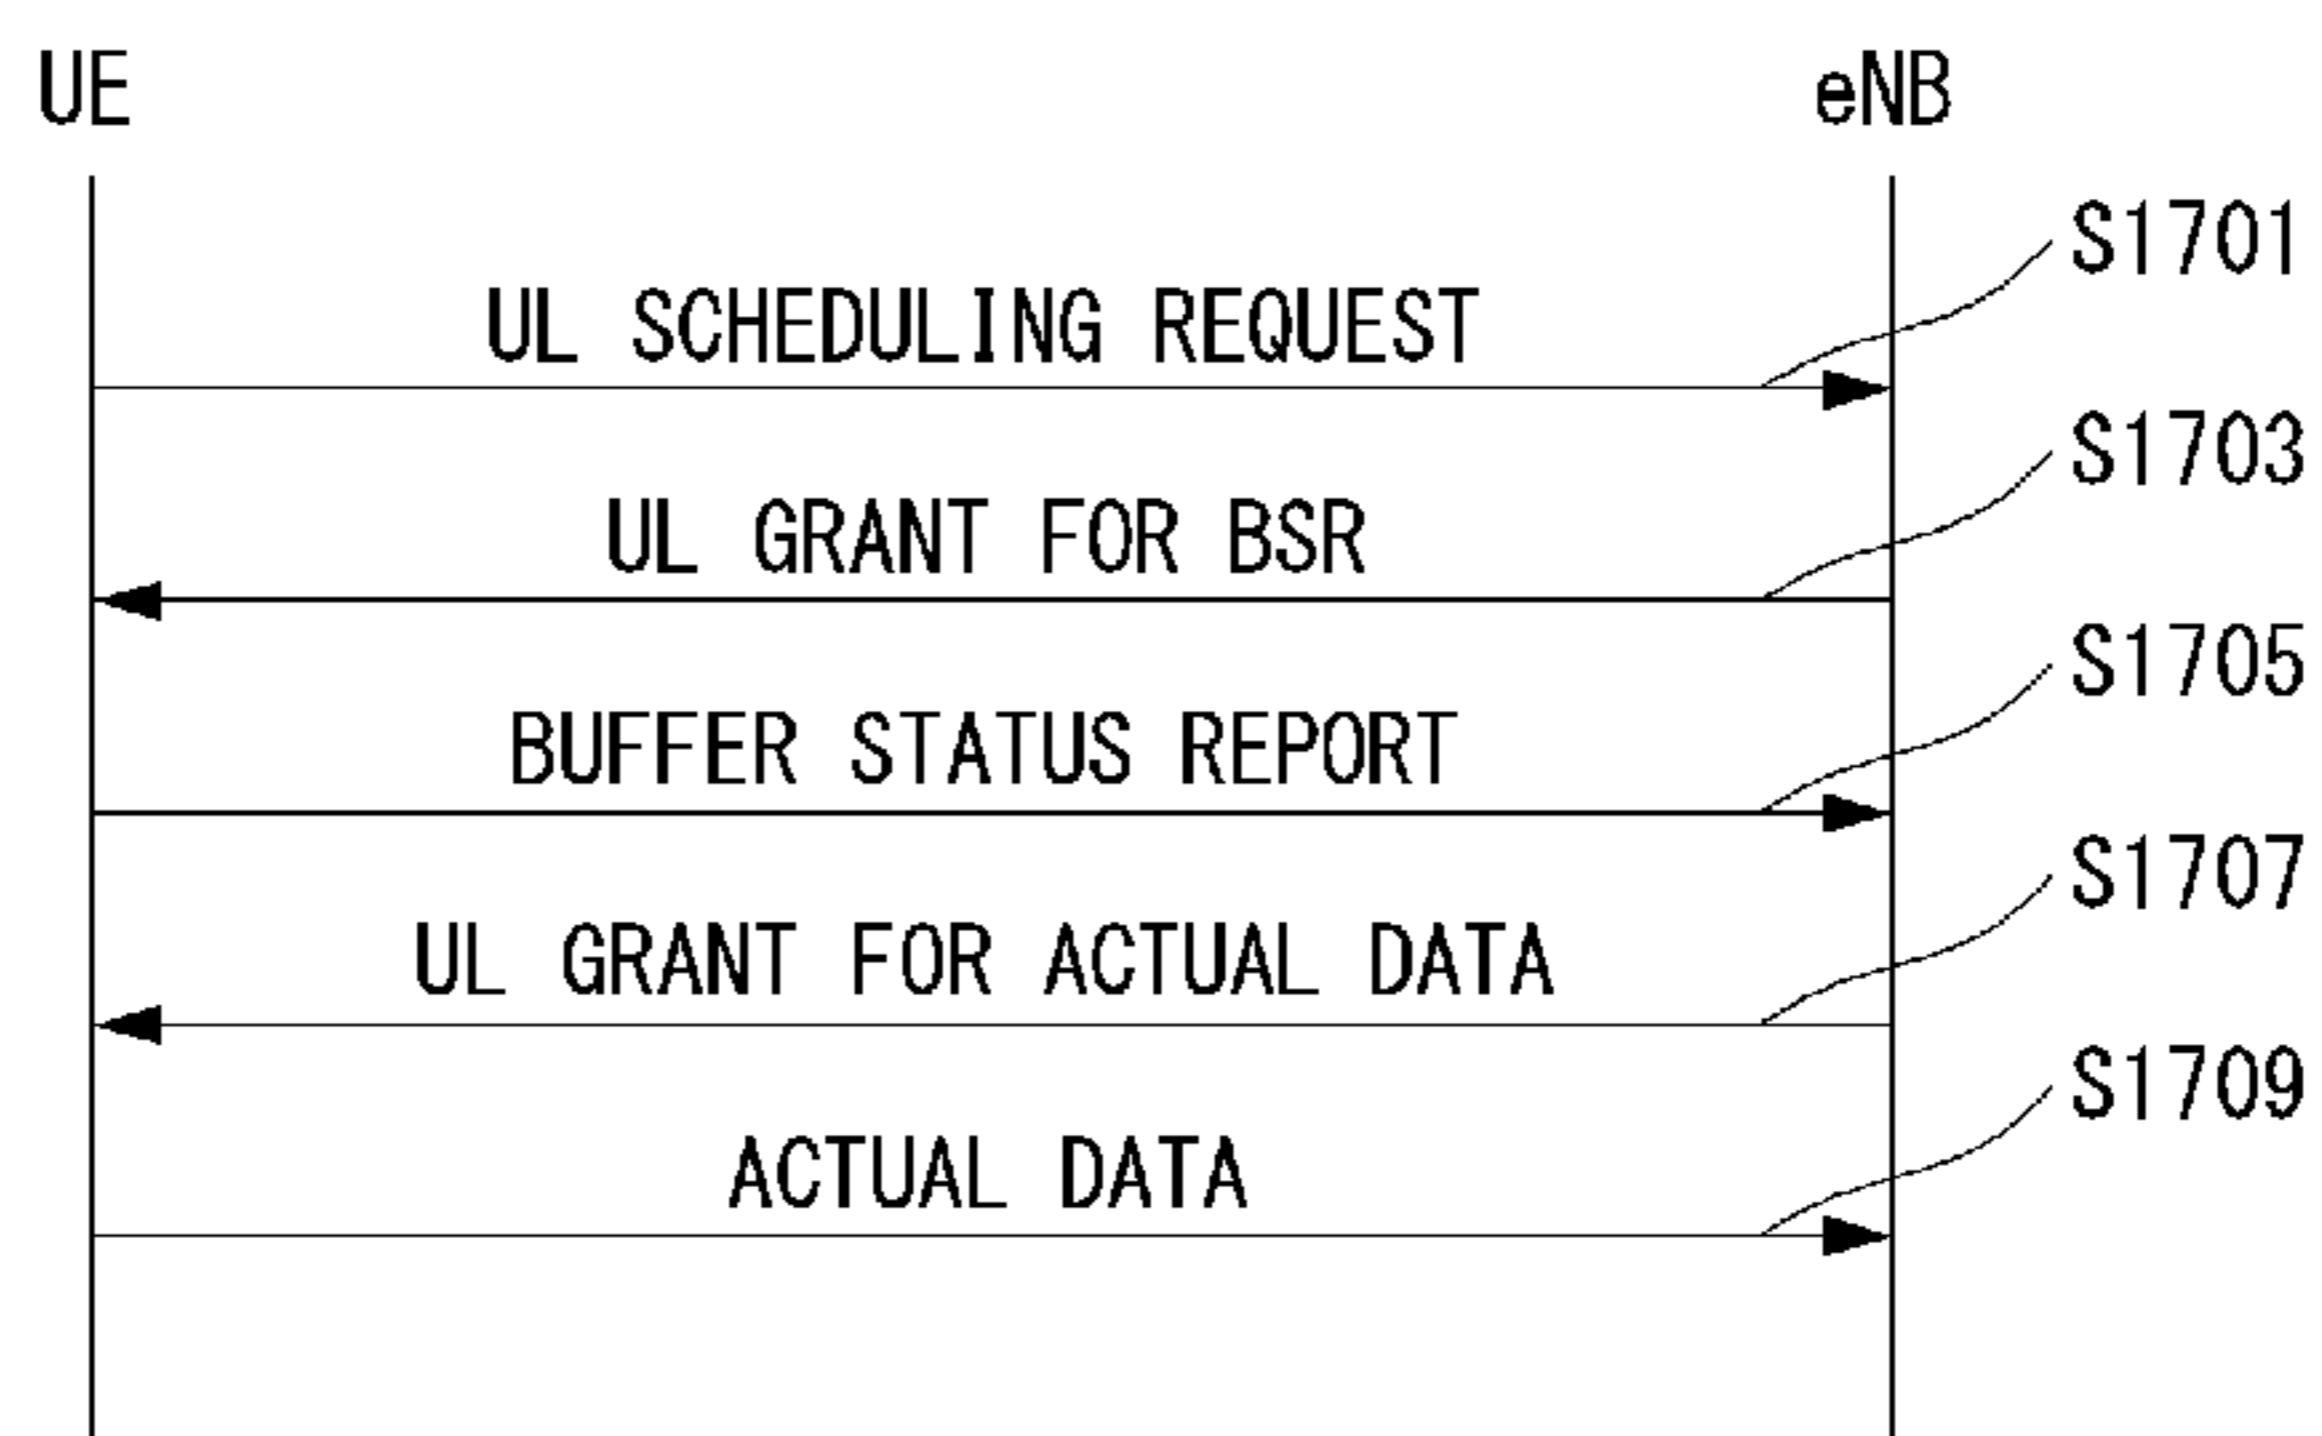 UE
eNB
S1701
UL SCHEDULING REQUEST
S1703
UL GRANT FOR BSR
S1705
BUFFER STATUS REPORT
S1707
UL GRANT FOR ACTUAL DATA
S1709
ACTUAL DATA